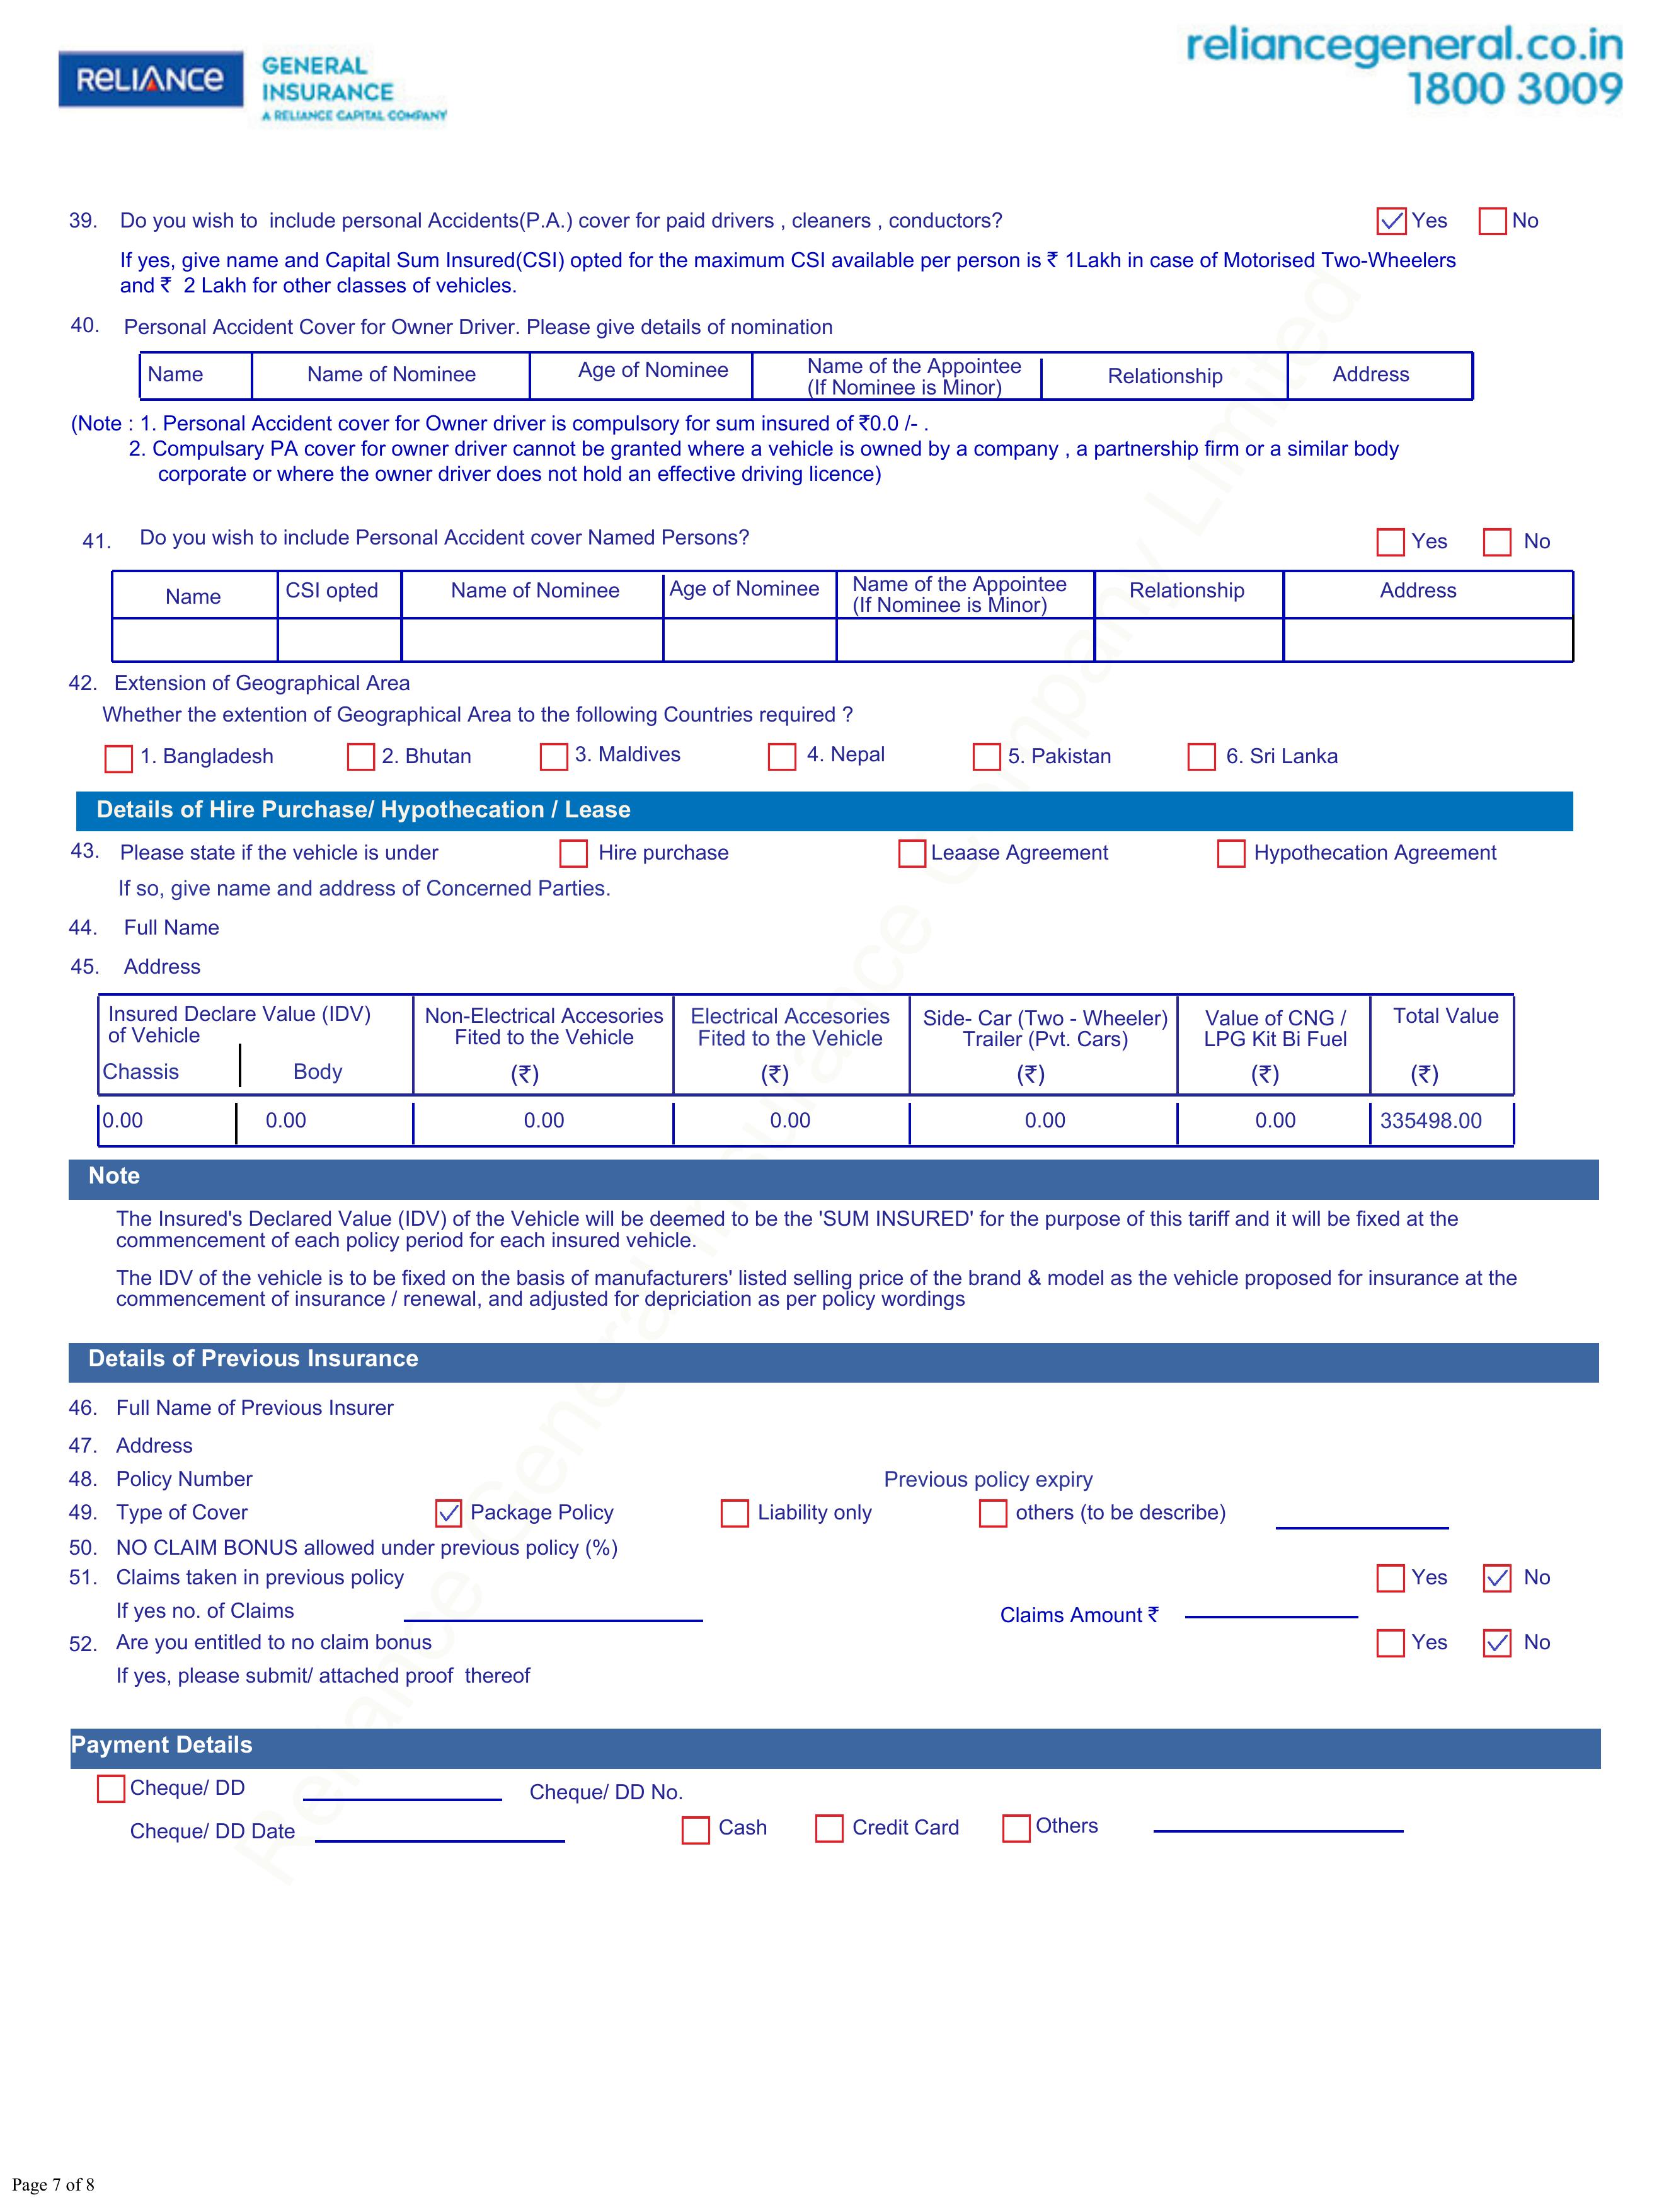 RELIANCE
GENERAL
INSURANCE
A RELIANCE CAPITAL COMPANY
reliancegeneral.co.in
1800 3009
39. Do you wish to include personal Accidents(P.A.) cover for paid drivers , cleaners , conductors? Yes No
If yes, give name and Capital Sum Insured(CSI) opted for the maximum CSI available per person is ₹ 1Lakh in case of Motorised Two-Wheelers
and ₹ 2 Lakh for other classes of vehicles.
40. Personal Accident Cover for Owner Driver. Please give details of nomination
Name Name of Nominee Age of Nominee Name of the Appointee Relationship Address
(If Nominee is Minor)
(Note : 1. Personal Accident cover for Owner driver is compulsory for sum insured of ₹0.0 /- .
2. Compulsary PA cover for owner driver cannot be granted where a vehicle is owned by a company , a partnership firm or a similar body
corporate or where the owner driver does not hold an effective driving licence)
41. Do you wish to include Personal Accident cover Named Persons? Yes No
Name CSI opted Name of Nominee Age of Nominee Name of the Appointee Relationship Address
(If Nominee is Minor)
42. Extension of Geographical Area
Whether the extention of Geographical Area to the following Countries required ?
1. Bangladesh 2. Bhutan 3. Maldives 4. Nepal 5. Pakistan 6. Sri Lanka
Details of Hire Purchase/ Hypothecation / Lease
43. Please state if the vehicle is under Hire purchase Leaase Agreement Hypothecation Agreement
If so, give name and address of Concerned Parties.
44. Full Name
45. Address
Insured Declare Value (IDV) Non-Electrical Accesories Electrical Accesories Side- Car (Two - Wheeler) Value of CNG / Total Value
of Vehicle Fited to the Vehicle Fited to the Vehicle Trailer (Pvt. Cars) LPG Kit Bi Fuel
Chassis Body (₹) (₹) (₹) (₹) (₹)
0.00 0.00 0.00 0.00 0.00 0.00 335498.00
Note
The Insured's Declared Value (IDV) of the Vehicle will be deemed to be the 'SUM INSURED' for the purpose of this tariff and it will be fixed at the
commencement of each policy period for each insured vehicle.
The IDV of the vehicle is to be fixed on the basis of manufacturers' listed selling price of the brand & model as the vehicle proposed for insurance at the
commencement of insurance / renewal, and adjusted for depriciation as per policy wordings
Details of Previous Insurance
46. Full Name of Previous Insurer
47. Address
48. Policy Number Previous policy expiry
49. Type of Cover Package Policy Liability only others (to be describe)
50. NO CLAIM BONUS allowed under previous policy (%)
51. Claims taken in previous policy Yes No
If yes no. of Claims Claims Amount ₹
52. Are you entitled to no claim bonus Yes No
If yes, please submit/ attached proof thereof
Payment Details
Cheque/ DD Cheque/ DD No.
Cheque/ DD Date Cash Credit Card Others
Reliance General Insurance Company Limited
Page 7 of 8